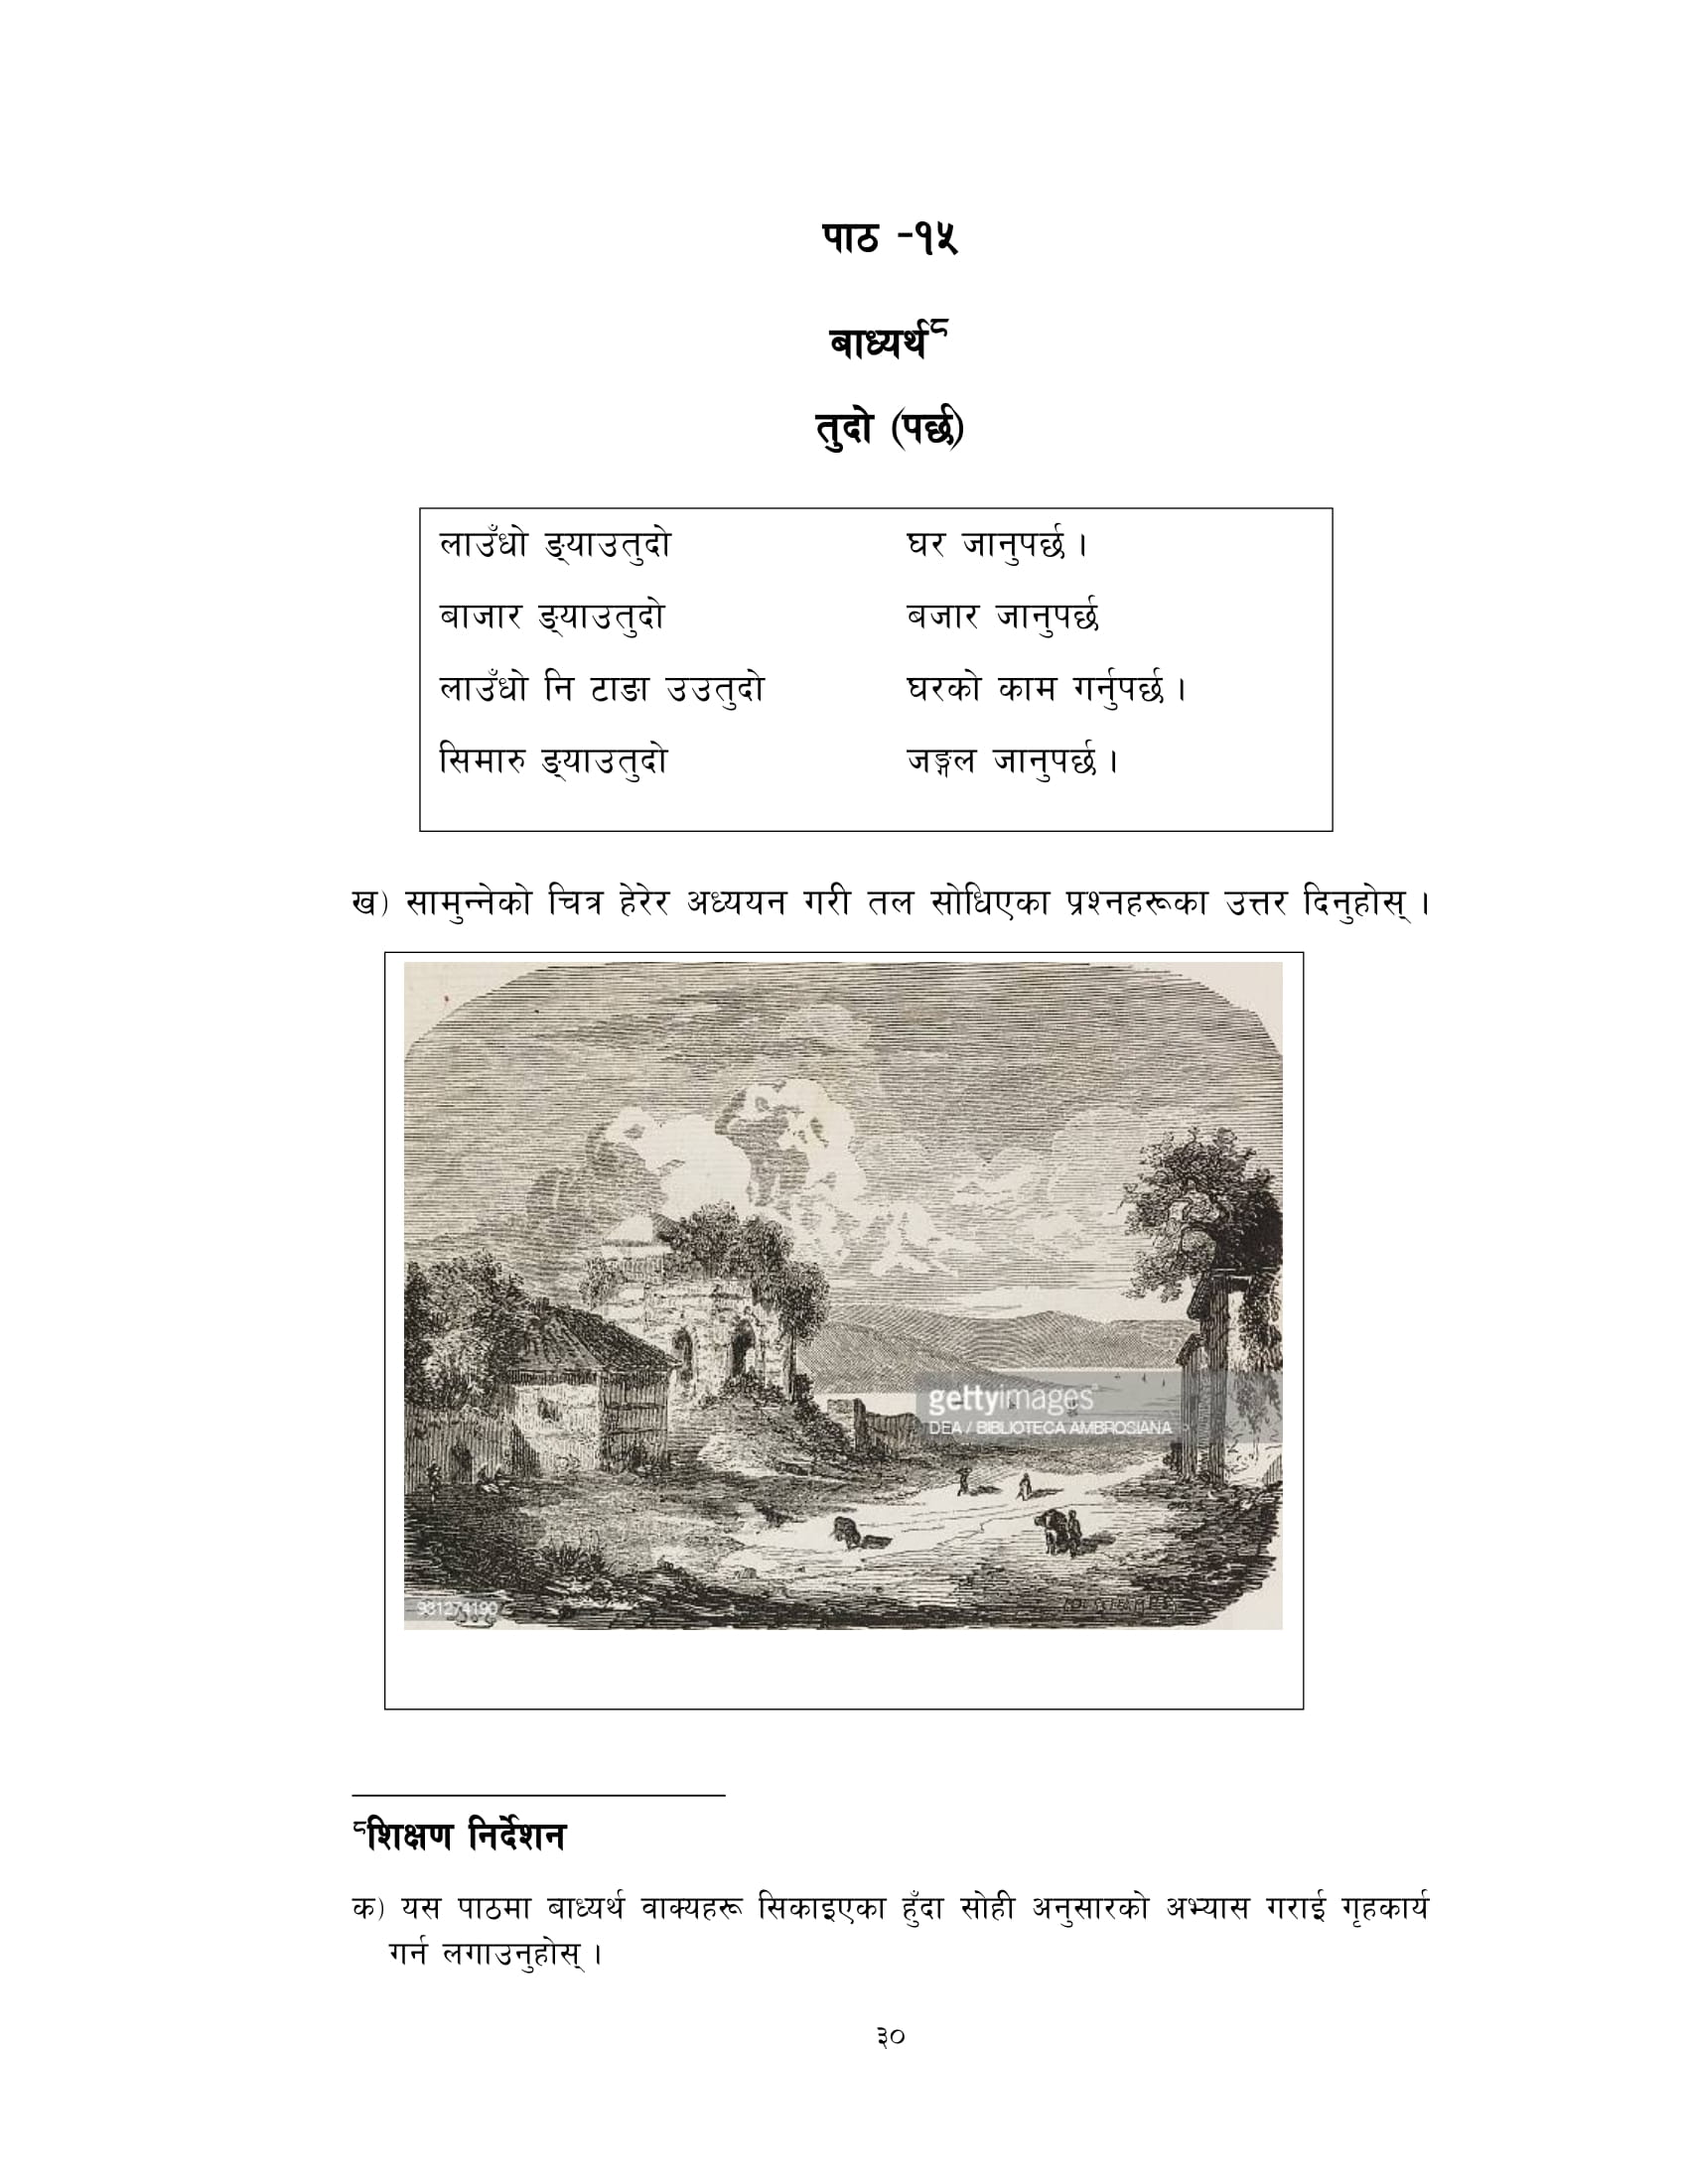 पाठ -१५
बाध्यर्थ८
तुदो (पर्छ)
लाउँधो ङ्याउतुदो घर जानुपर्छ ।
बाजार ङ्याउतुदो बजार जानुपर्छ
लाउँधो नि टाङा उउतुदो घरको काम गर्नुपर्छ ।
सिमारु ङ्याउतुदो जङ्गल जानुपर्छ ।
ख) सामुन्नेको चित्र हेरेर अध्ययन गरी तल सोधिएका प्रश्नहरूका उत्तर दिनुहोस् ।
gettyimages
DEA / BIBLIOTECA AMBROSIANA
931274190
८शिक्षण निर्देशन
क) यस पाठमा बाध्यर्थ वाक्यहरू सिकाइएका हुँदा सोही अनुसारको अभ्यास गराई गृहकार्य
गर्न लगाउनुहोस् ।
३०